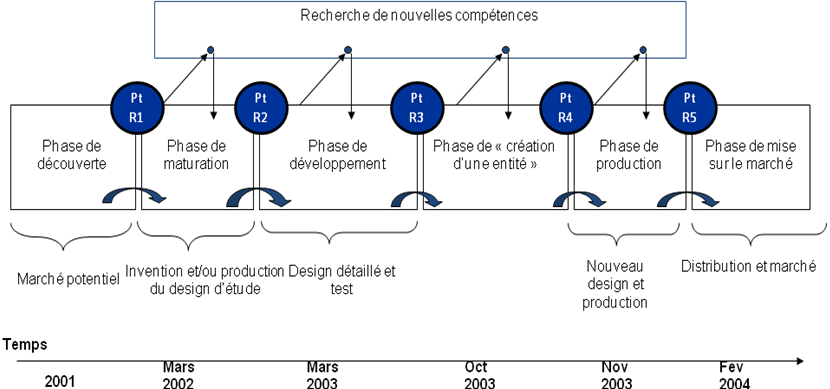 Recherche de nouvelles compétences
Pt
R1
Pt
R2
Pt
R3
Pt
R4
Pt
R5
Phase de
découverte
Phase de
maturation
Phase de
développement
Phase de « création
d'une entité »
Phase de
production
Phase de mise
sur le marché
Marché potentiel
Invention et/ou production
du design d'étude
Design détaillé et
test
Nouveau
design et
production
Distribution et marché
Temps
2001
Mars
2002
Mars
2003
Oct
2003
Nov
2003
Fev
2004